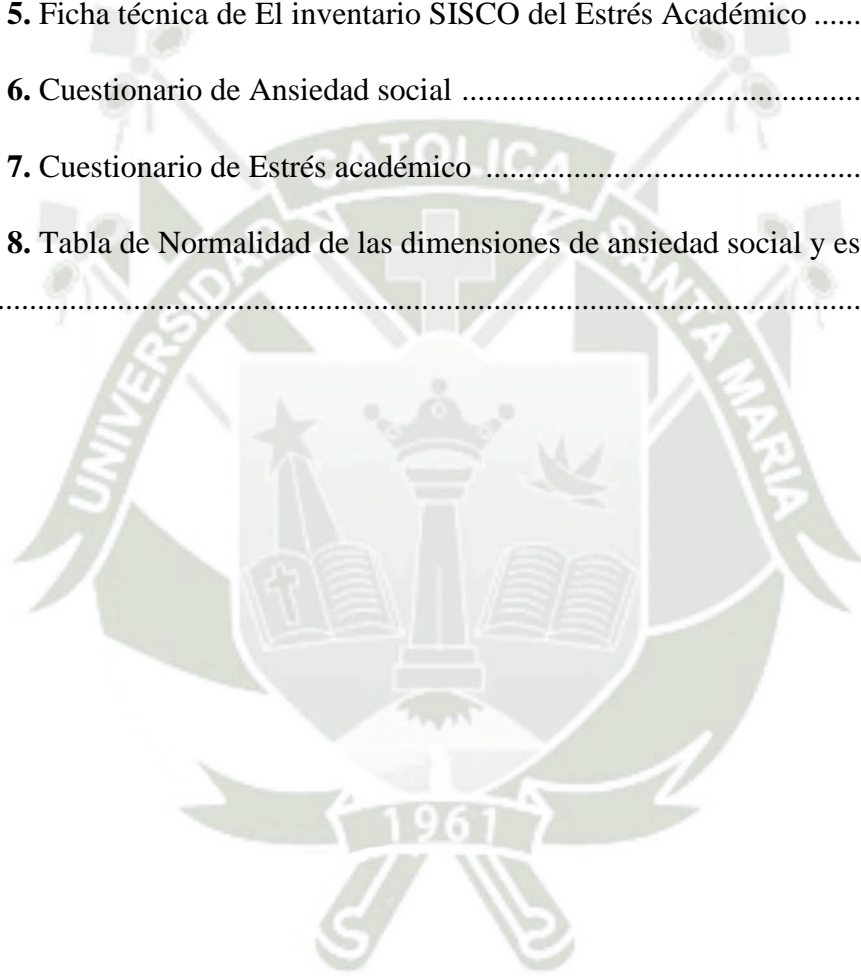 5. Ficha técnica de El inventario SISCO del Estrés Académico ......
6. Cuestionario de Ansiedad social ..................................................
7. Cuestionario de Estrés académico ...............................................
8. Tabla de Normalidad de las dimensiones de ansiedad social y es
...........................................................................................................
UNIVERSIDAD CATOLICA SANTA MARIA
1961